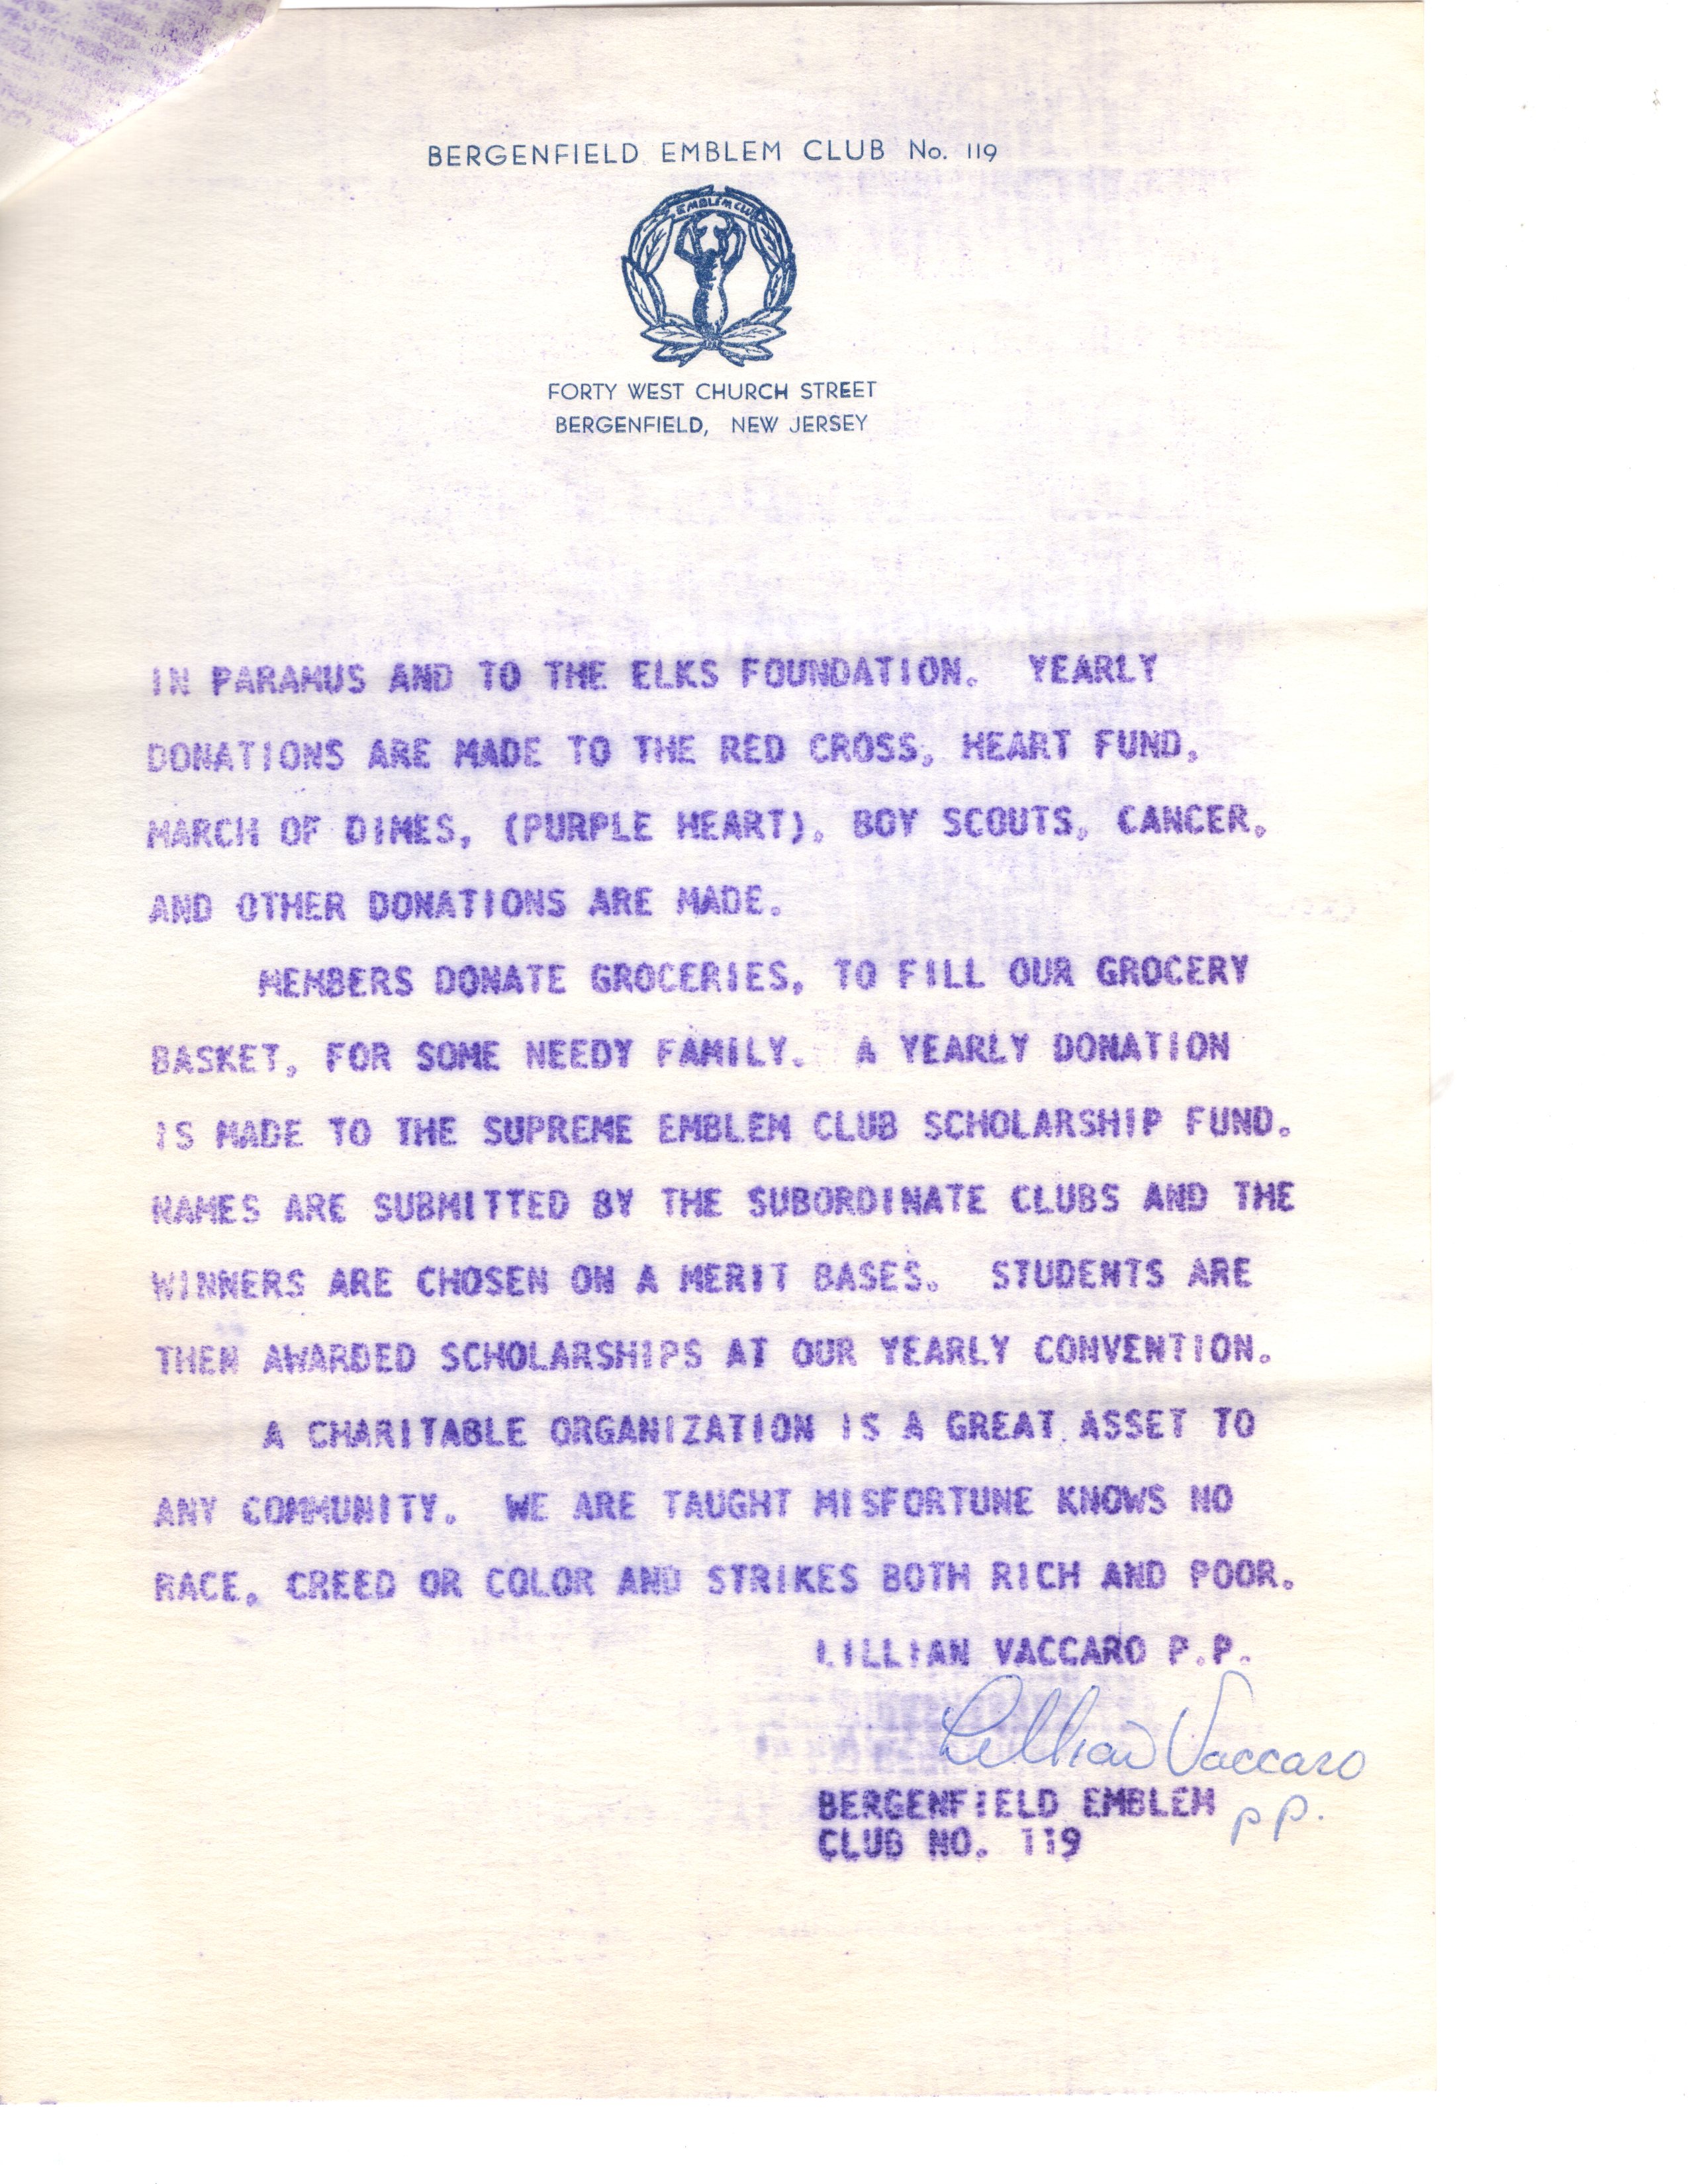 BERGENFIELD EMBLEM CLUB No. 119
EMBLEM CLUB
FORTY WEST CHURCH STREET
BERGENFIELD, NEW JERSEY
IN PARAMUS AND TO THE ELKS FOUNDATION. YEARLY
DONATIONS ARE MADE TO THE RED CROSS, HEART FUND,
MARCH OF DIMES, (PURPLE HEART), BOY SCOUTS, CANCER,
AND OTHER DONATIONS ARE MADE.
MEMBERS DONATE GROCERIES, TO FILL OUR GROCERY
BASKET, FOR SOME NEEDY FAMILY. A YEARLY DONATION
IS MADE TO THE SUPREME EMBLEM CLUB SCHOLARSHIP FUND.
NAMES ARE SUBMITTED BY THE SUBORDINATE CLUBS AND THE
WINNERS ARE CHOSEN ON A MERIT BASES. STUDENTS ARE
THEN AWARDED SCHOLARSHIPS AT OUR YEARLY CONVENTION.
A CHARITABLE ORGANIZATION IS A GREAT ASSET TO
ANY COMMUNITY. WE ARE TAUGHT MISFORTUNE KNOWS NO
RACE, CREED OR COLOR AND STRIKES BOTH RICH AND POOR.
LILLIAN VACCARO P.P.
Lillian Vaccaro
BERGENFIELD EMBLEM
PP.
CLUB NO. 119